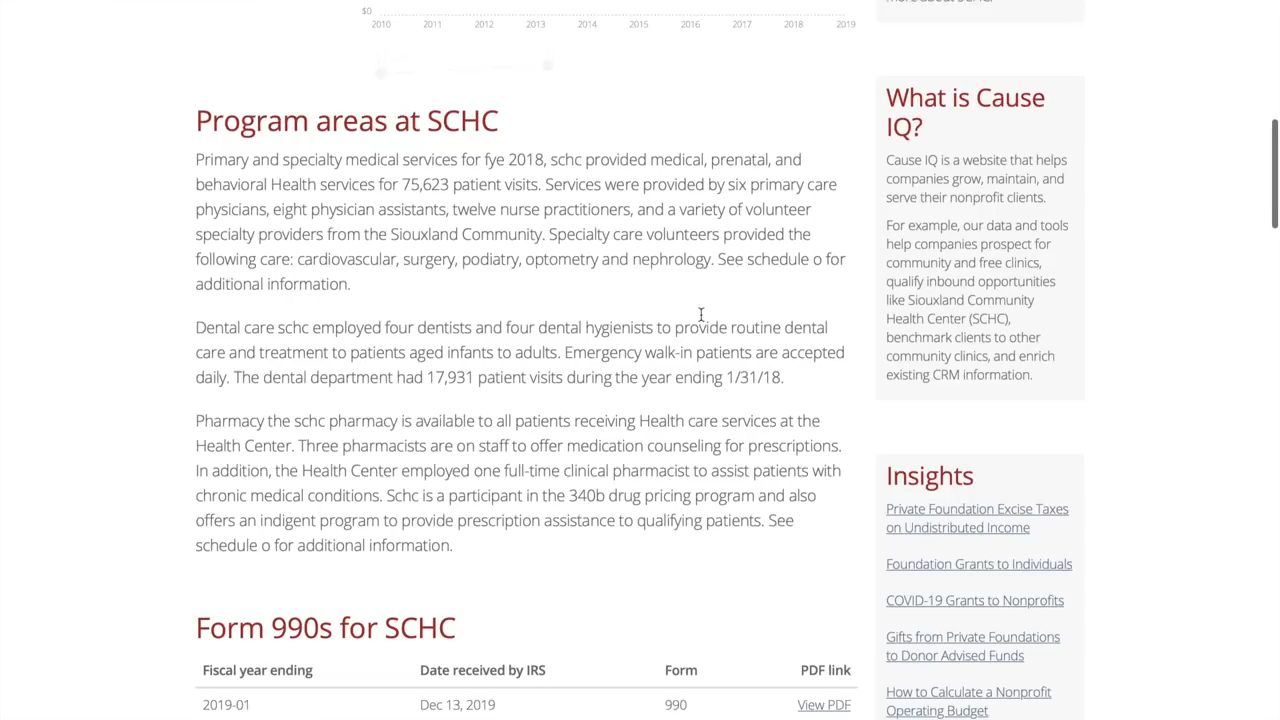 more about SCHC.
$0
2010 2011 2012 2013 2014 2015 2016 2017 2018 2019
Program areas at SCHC
Primary and specialty medical services for fye 2018, schc provided medical, prenatal, and
behavioral Health services for 75,623 patient visits. Services were provided by six primary care
physicians, eight physician assistants, twelve nurse practitioners, and a variety of volunteer
specialty providers from the Siouxland Community. Specialty care volunteers provided the
following care: cardiovascular, surgery, podiatry, optometry and nephrology. See schedule o for
additional information.
Dental care schc employed four dentists and four dental hygienists to provide routine dental
care and treatment to patients aged infants to adults. Emergency walk-in patients are accepted
daily. The dental department had 17,931 patient visits during the year ending 1/31/18.
Pharmacy the schc pharmacy is available to all patients receiving Health care services at the
Health Center. Three pharmacists are on staff to offer medication counseling for prescriptions.
In addition, the Health Center employed one full-time clinical pharmacist to assist patients with
chronic medical conditions. Schc is a participant in the 340b drug pricing program and also
offers an indigent program to provide prescription assistance to qualifying patients. See
schedule o for additional information.
Form 990s for SCHC
Fiscal year ending Date received by IRS Form PDF link
2019-01 Dec 13, 2019 990 View PDF
What is Cause
IQ?
Cause IQ is a website that helps
companies grow, maintain, and
serve their nonprofit clients.
For example, our data and tools
help companies prospect for
community and free clinics,
qualify inbound opportunities
like Siouxland Community
Health Center (SCHC),
benchmark clients to other
community clinics, and enrich
existing CRM information.
Insights
Private Foundation Excise Taxes
on Undistributed Income
Foundation Grants to Individuals
COVID-19 Grants to Nonprofits
Gifts from Private Foundations
to Donor Advised Funds
How to Calculate a Nonprofit
Operating Budget